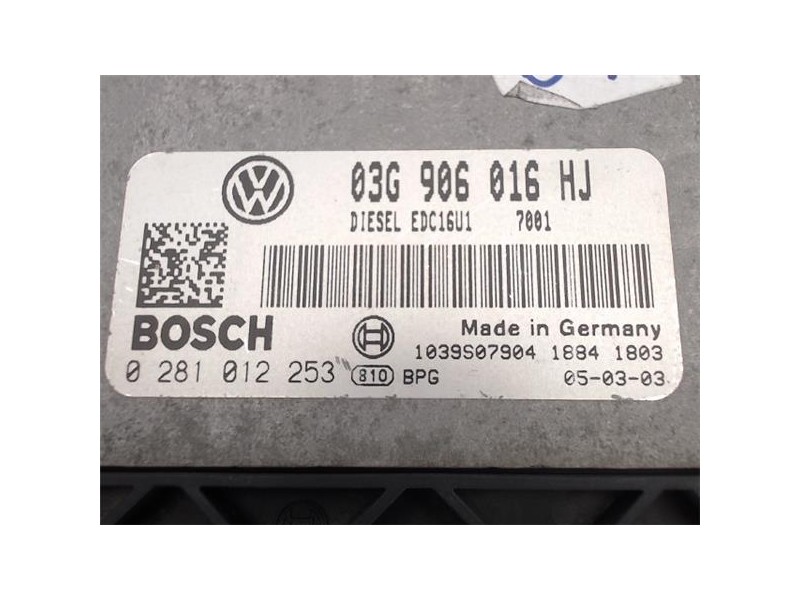 03G 906 016 HJ
DIESEL EDC16U1 7001
BOSCH
Made in Germany
1039S07904 1884 1803
0 281 012 253
810 BPG 05-03-03